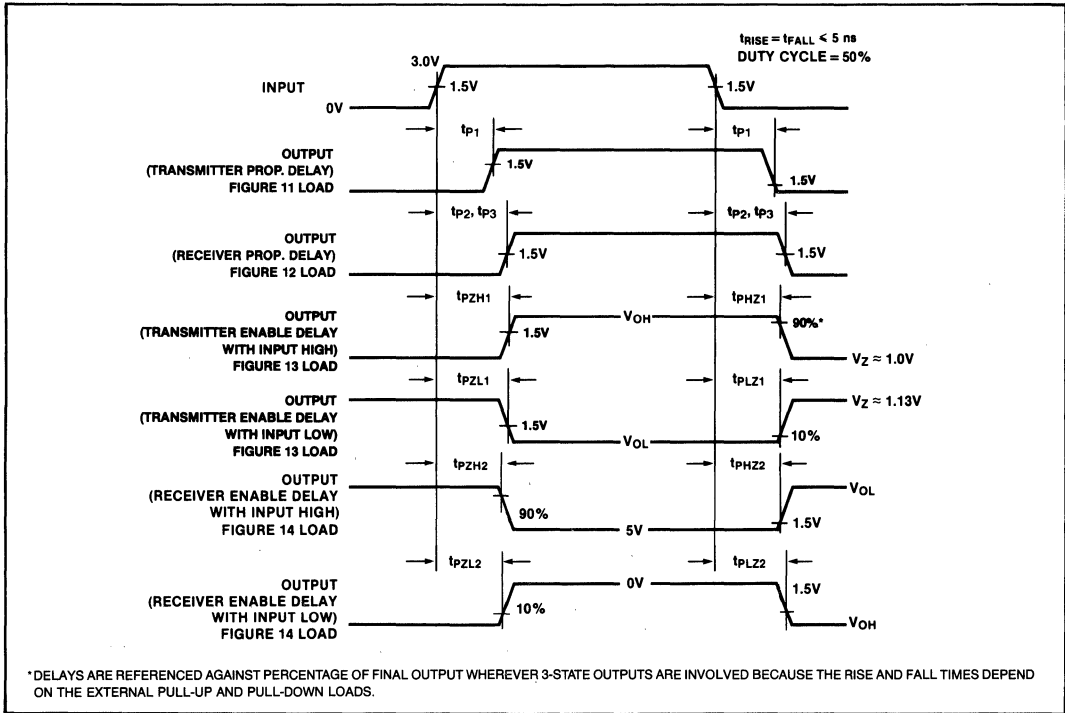 tRISE = tFALL ≤ 5 ns
DUTY CYCLE = 50%
3.0V
INPUT
1.5V
1.5V
0V
tP1
tP1
OUTPUT
(TRANSMITTER PROP. DELAY)
FIGURE 11 LOAD
1.5V
1.5V
tP2, tP3
tP2, tP3
OUTPUT
(RECEIVER PROP. DELAY)
FIGURE 12 LOAD
1.5V
1.5V
tPZH1
tPHZ1
OUTPUT
(TRANSMITTER ENABLE DELAY
WITH INPUT HIGH)
FIGURE 13 LOAD
1.5V
VOH
90%*
VZ ≈ 1.0V
tPZL1
tPLZ1
OUTPUT
(TRANSMITTER ENABLE DELAY
WITH INPUT LOW)
FIGURE 13 LOAD
1.5V
VOL
VZ ≈ 1.13V
10%
tPZH2
tPHZ2
OUTPUT
(RECEIVER ENABLE DELAY
WITH INPUT HIGH)
FIGURE 14 LOAD
90%
5V
VOL
1.5V
tPZL2
tPLZ2
OUTPUT
(RECEIVER ENABLE DELAY
WITH INPUT LOW)
FIGURE 14 LOAD
10%
0V
1.5V
VOH
*DELAYS ARE REFERENCED AGAINST PERCENTAGE OF FINAL OUTPUT WHEREVER 3-STATE OUTPUTS ARE INVOLVED BECAUSE THE RISE AND FALL TIMES DEPEND
ON THE EXTERNAL PULL-UP AND PULL-DOWN LOADS.